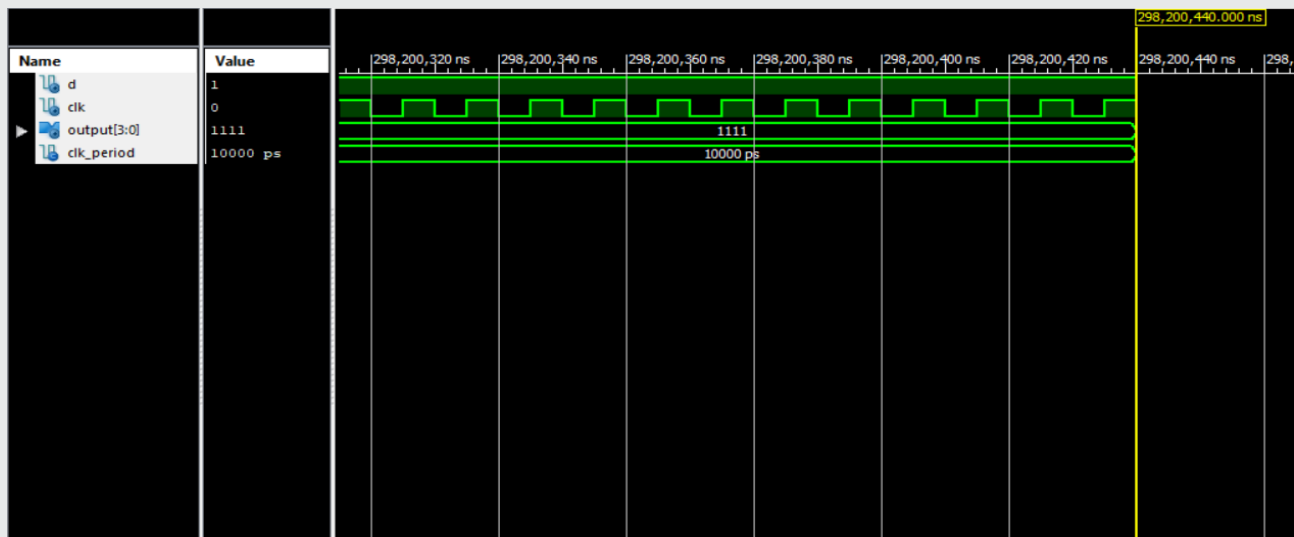 298,200,440.000 ns
Name Value
298,200,320 ns 298,200,340 ns 298,200,360 ns 298,200,380 ns 298,200,400 ns 298,200,420 ns 298,200,440 ns 298,
d 1
clk 0
output[3:0] 1111 1111
clk_period 10000 ps 10000 ps